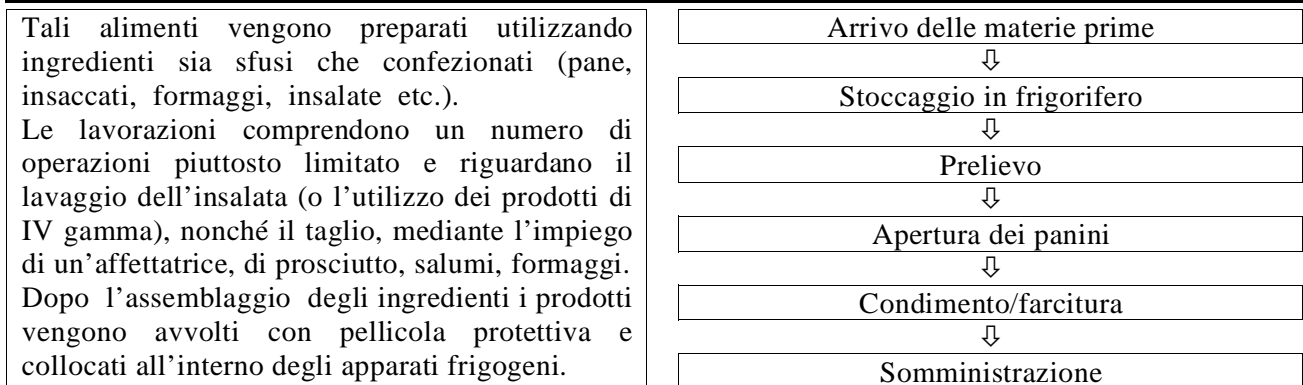 Tali alimenti vengono preparati utilizzando
ingredienti sia sfusi che confezionati (pane,
insaccati, formaggi, insalate etc.).
Le lavorazioni comprendono un numero di
operazioni piuttosto limitato e riguardano il
lavaggio dell’insalata (o l’utilizzo dei prodotti di
IV gamma), nonché il taglio, mediante l’impiego
di un’affettatrice, di prosciutto, salumi, formaggi.
Dopo l’assemblaggio degli ingredienti i prodotti
vengono avvolti con pellicola protettiva e
collocati all’interno degli apparati frigogeni.
Arrivo delle materie prime
⇩
Stoccaggio in frigorifero
⇩
Prelievo
⇩
Apertura dei panini
⇩
Condimento/farcitura
⇩
Somministrazione